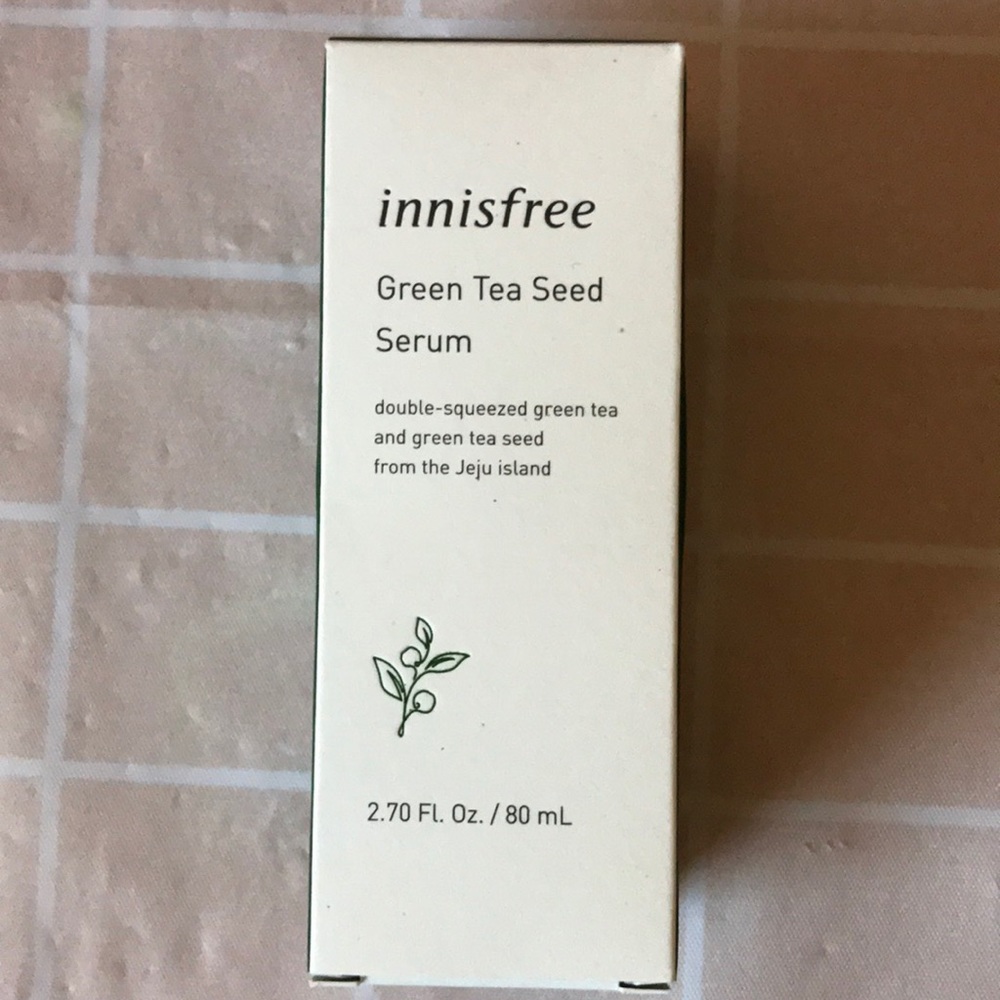 innisfree
Green Tea Seed
Serum
double-squeezed green tea
and green tea seed
from the Jeju island
2.70 Fl. Oz. / 80 mL